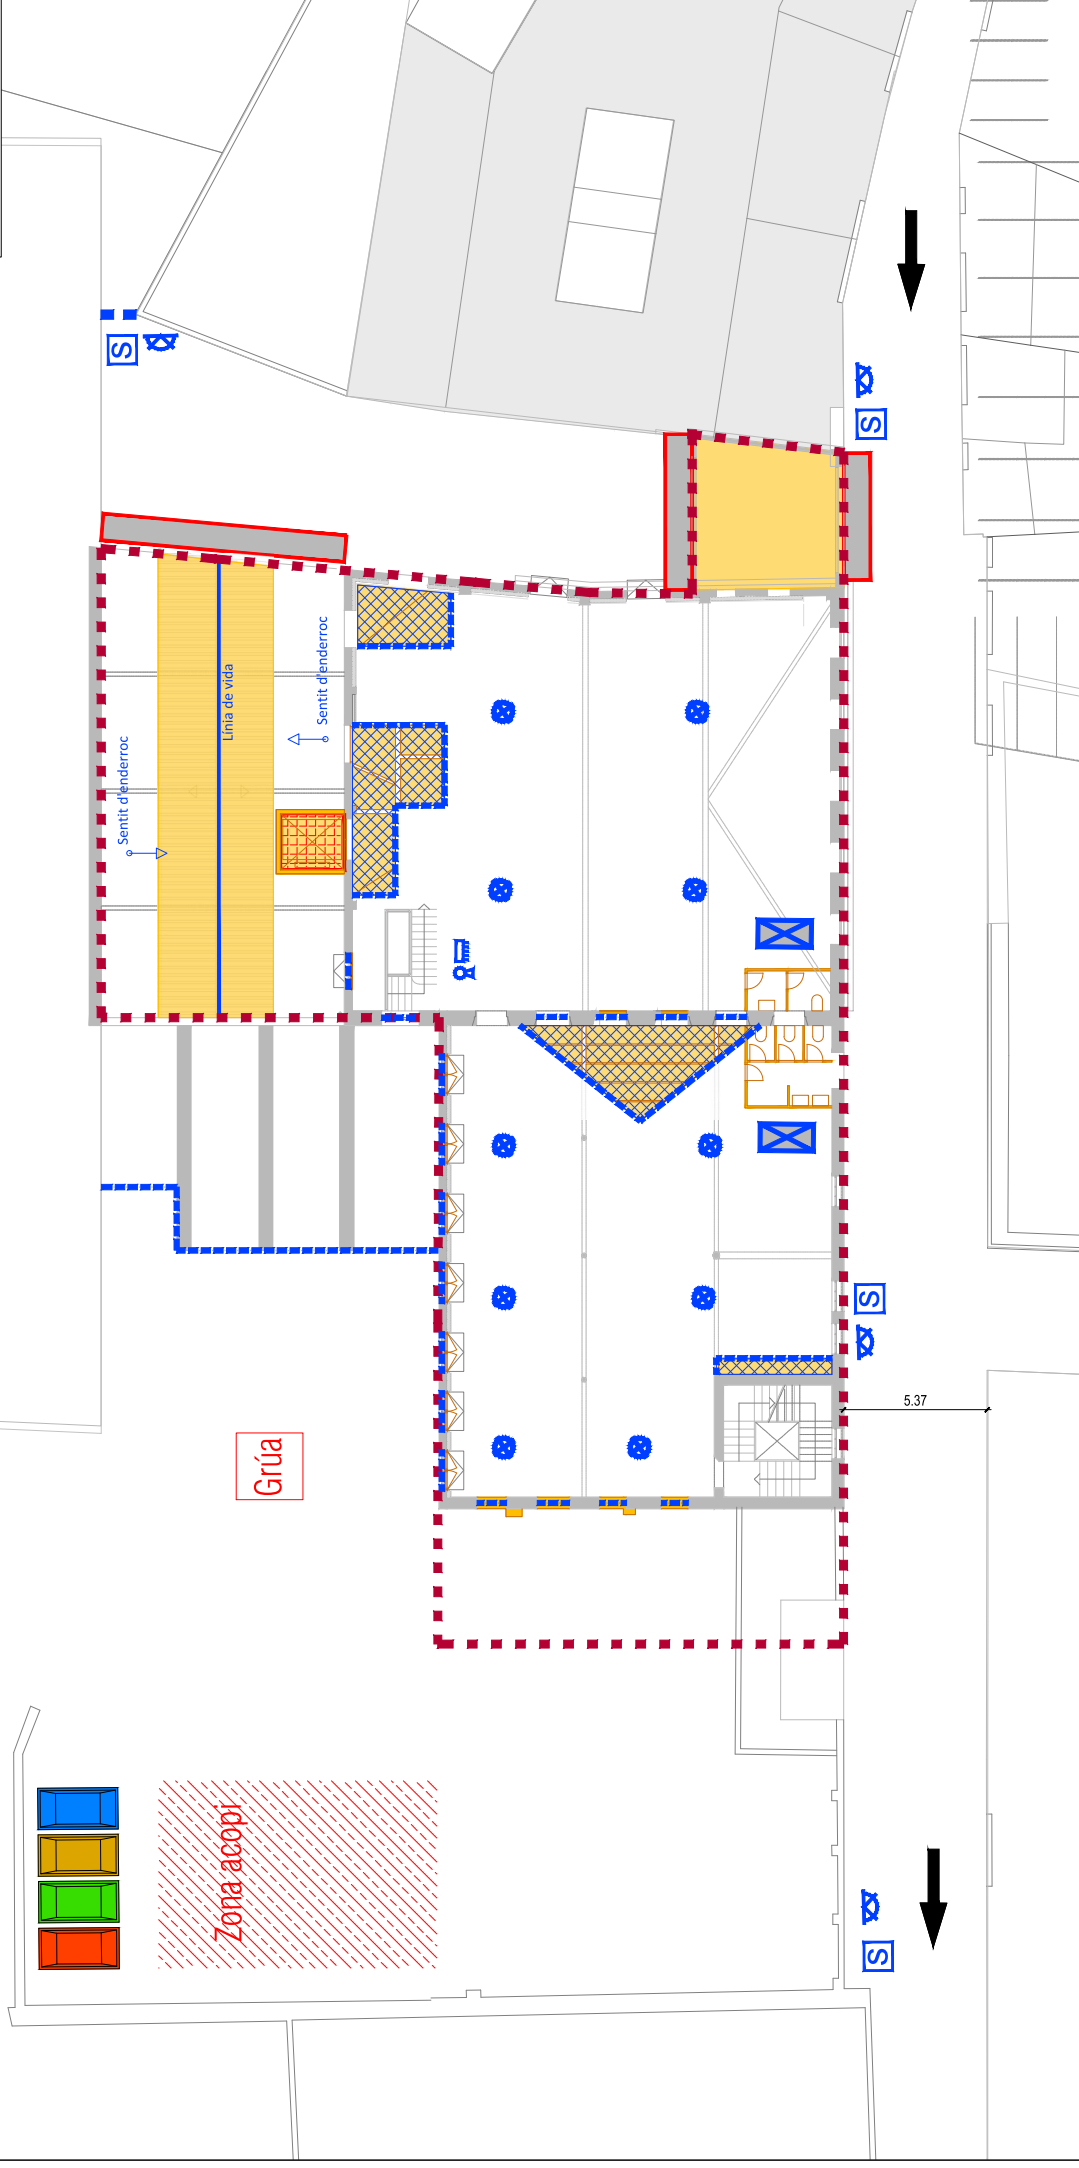 S
S
Sentit d'enderroc
Línia de vida
Sentit d'enderroc
S
5.37
Grúa
Zona acopi
S